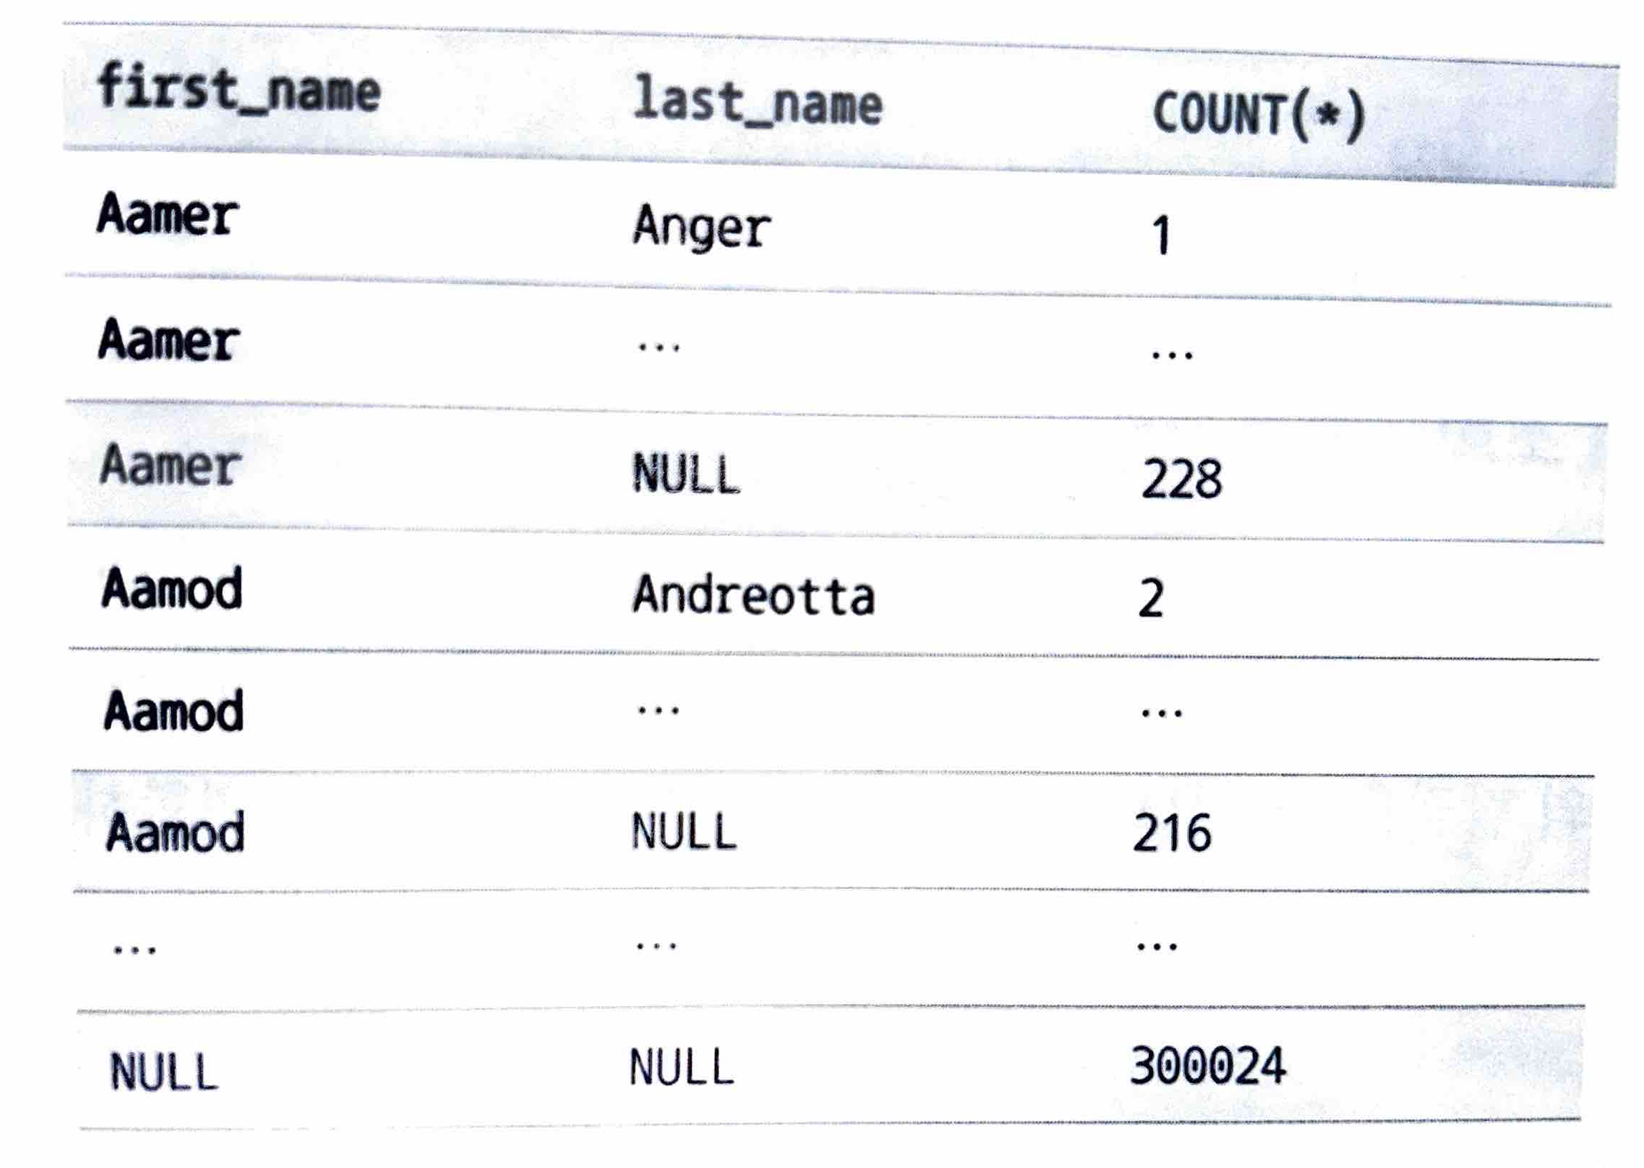 first_name last_name COUNT(*)
Aamer Anger 1
Aamer ... ...
Aamer NULL 228
Aamod Andreotta 2
Aamod ... ...
Aamod NULL 216
... ... ...
NULL NULL 300024